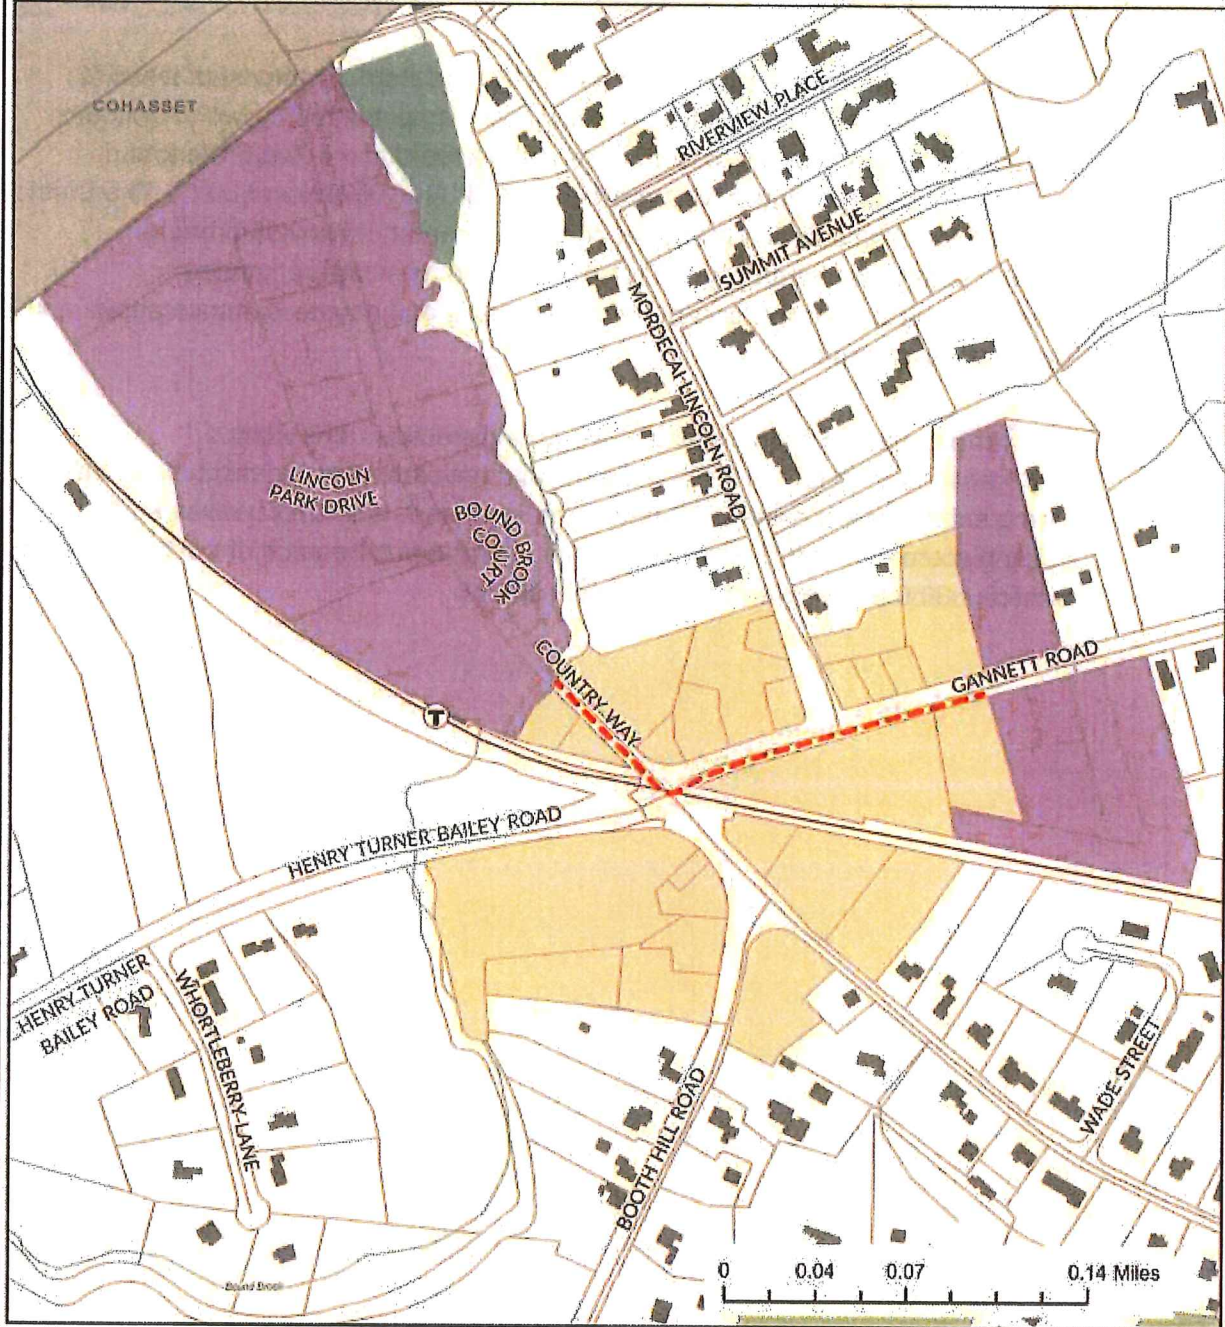 COHASSET
RIVERVIEW PLACE
SUMMIT AVENUE
MORDECAI LINCOLN ROAD
LINCOLN
PARK DRIVE
BOUND BROOK
COURT
COUNTRY WAY
GANNETT ROAD
T
HENRY TURNER BAILEY ROAD
HENRY TURNER
BAILEY ROAD
WHORTLEBERRY LANE
WADE STREET
BOOTH HILL ROAD
Bound Brook
0 0.04 0.07 0.14 Miles